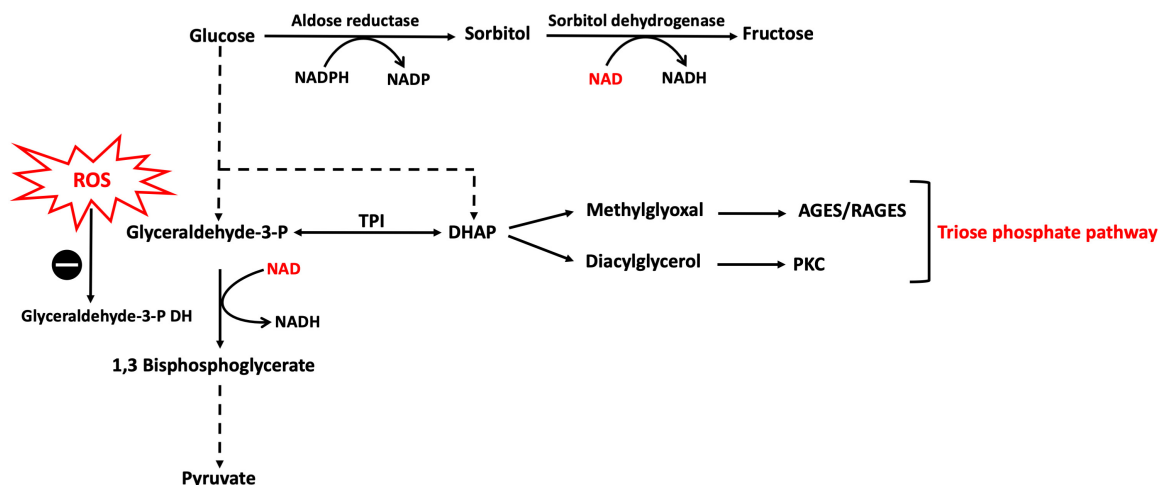 Aldose reductase
Sorbitol dehydrogenase
Glucose
Sorbitol
Fructose
NADPH
NADP
NAD
NADH
ROS
Methylglyoxal
AGES/RAGES
Glyceraldehyde-3-P
TPI
DHAP
Triose phosphate pathway
NAD
Diacylglycerol
PKC
Glyceraldehyde-3-P DH
NADH
1,3 Bisphosphoglycerate
Pyruvate